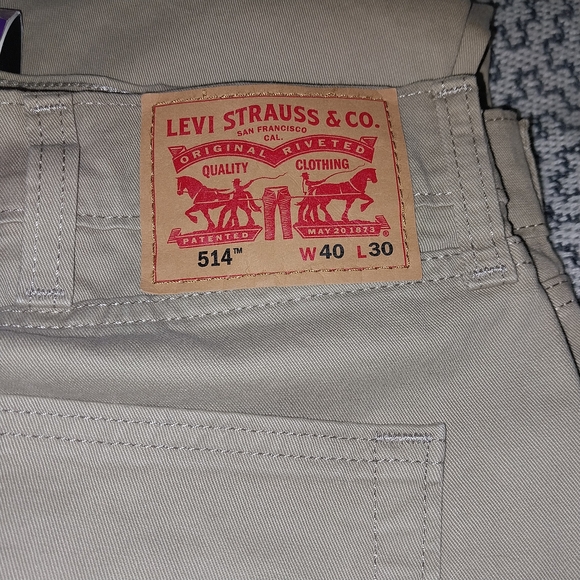 LEVI STRAUSS & CO.
SAN FRANCISCO
CAL.
ORIGINAL RIVETED
QUALITY CLOTHING
PATENTED MAY 20 1873 ®
514™ W40 L30